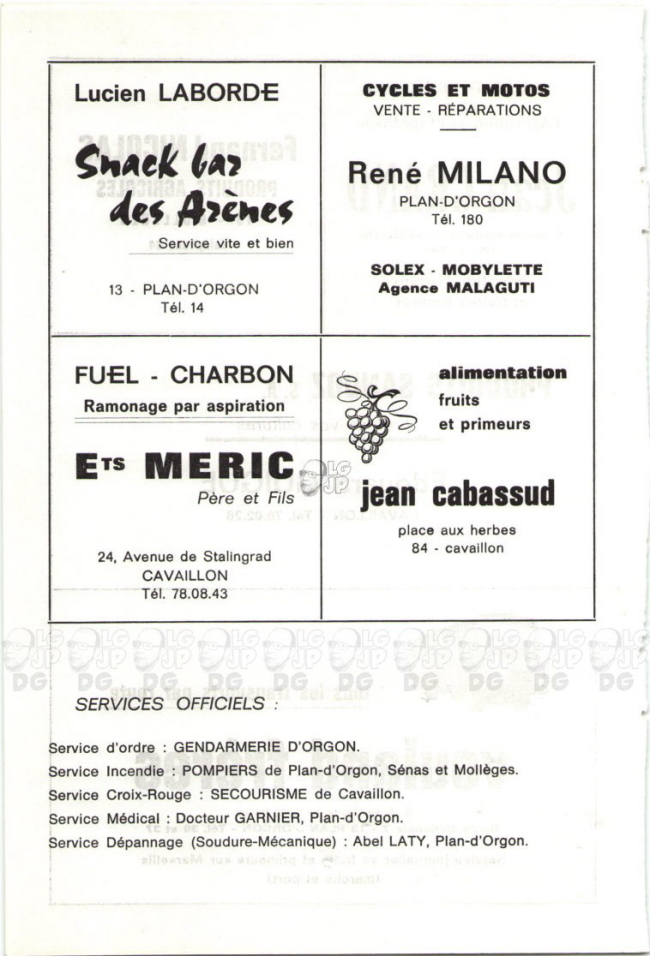 Lucien LABORDE
Snack bar
des Arènes
Service vite et bien
13 - PLAN-D'ORGON
Tél. 14
CYCLES ET MOTOS
VENTE - RÉPARATIONS
René MILANO
PLAN-D'ORGON
Tél. 180
SOLEX - MOBYLETTE
Agence MALAGUTI
FUEL - CHARBON
Ramonage par aspiration
ETS MERIC
Père et Fils
24, Avenue de Stalingrad
CAVAILLON
Tél. 78.08.43
alimentation
fruits
et primeurs
jean cabassud
place aux herbes
84 - cavaillon
SERVICES OFFICIELS :
Service d'ordre : GENDARMERIE D'ORGON.
Service Incendie : POMPIERS de Plan-d'Orgon, Sénas et Mollèges.
Service Croix-Rouge : SECOURISME de Cavaillon.
Service Médical : Docteur GARNIER, Plan-d'Orgon.
Service Dépannage (Soudure-Mécanique) : Abel LATY, Plan-d'Orgon.